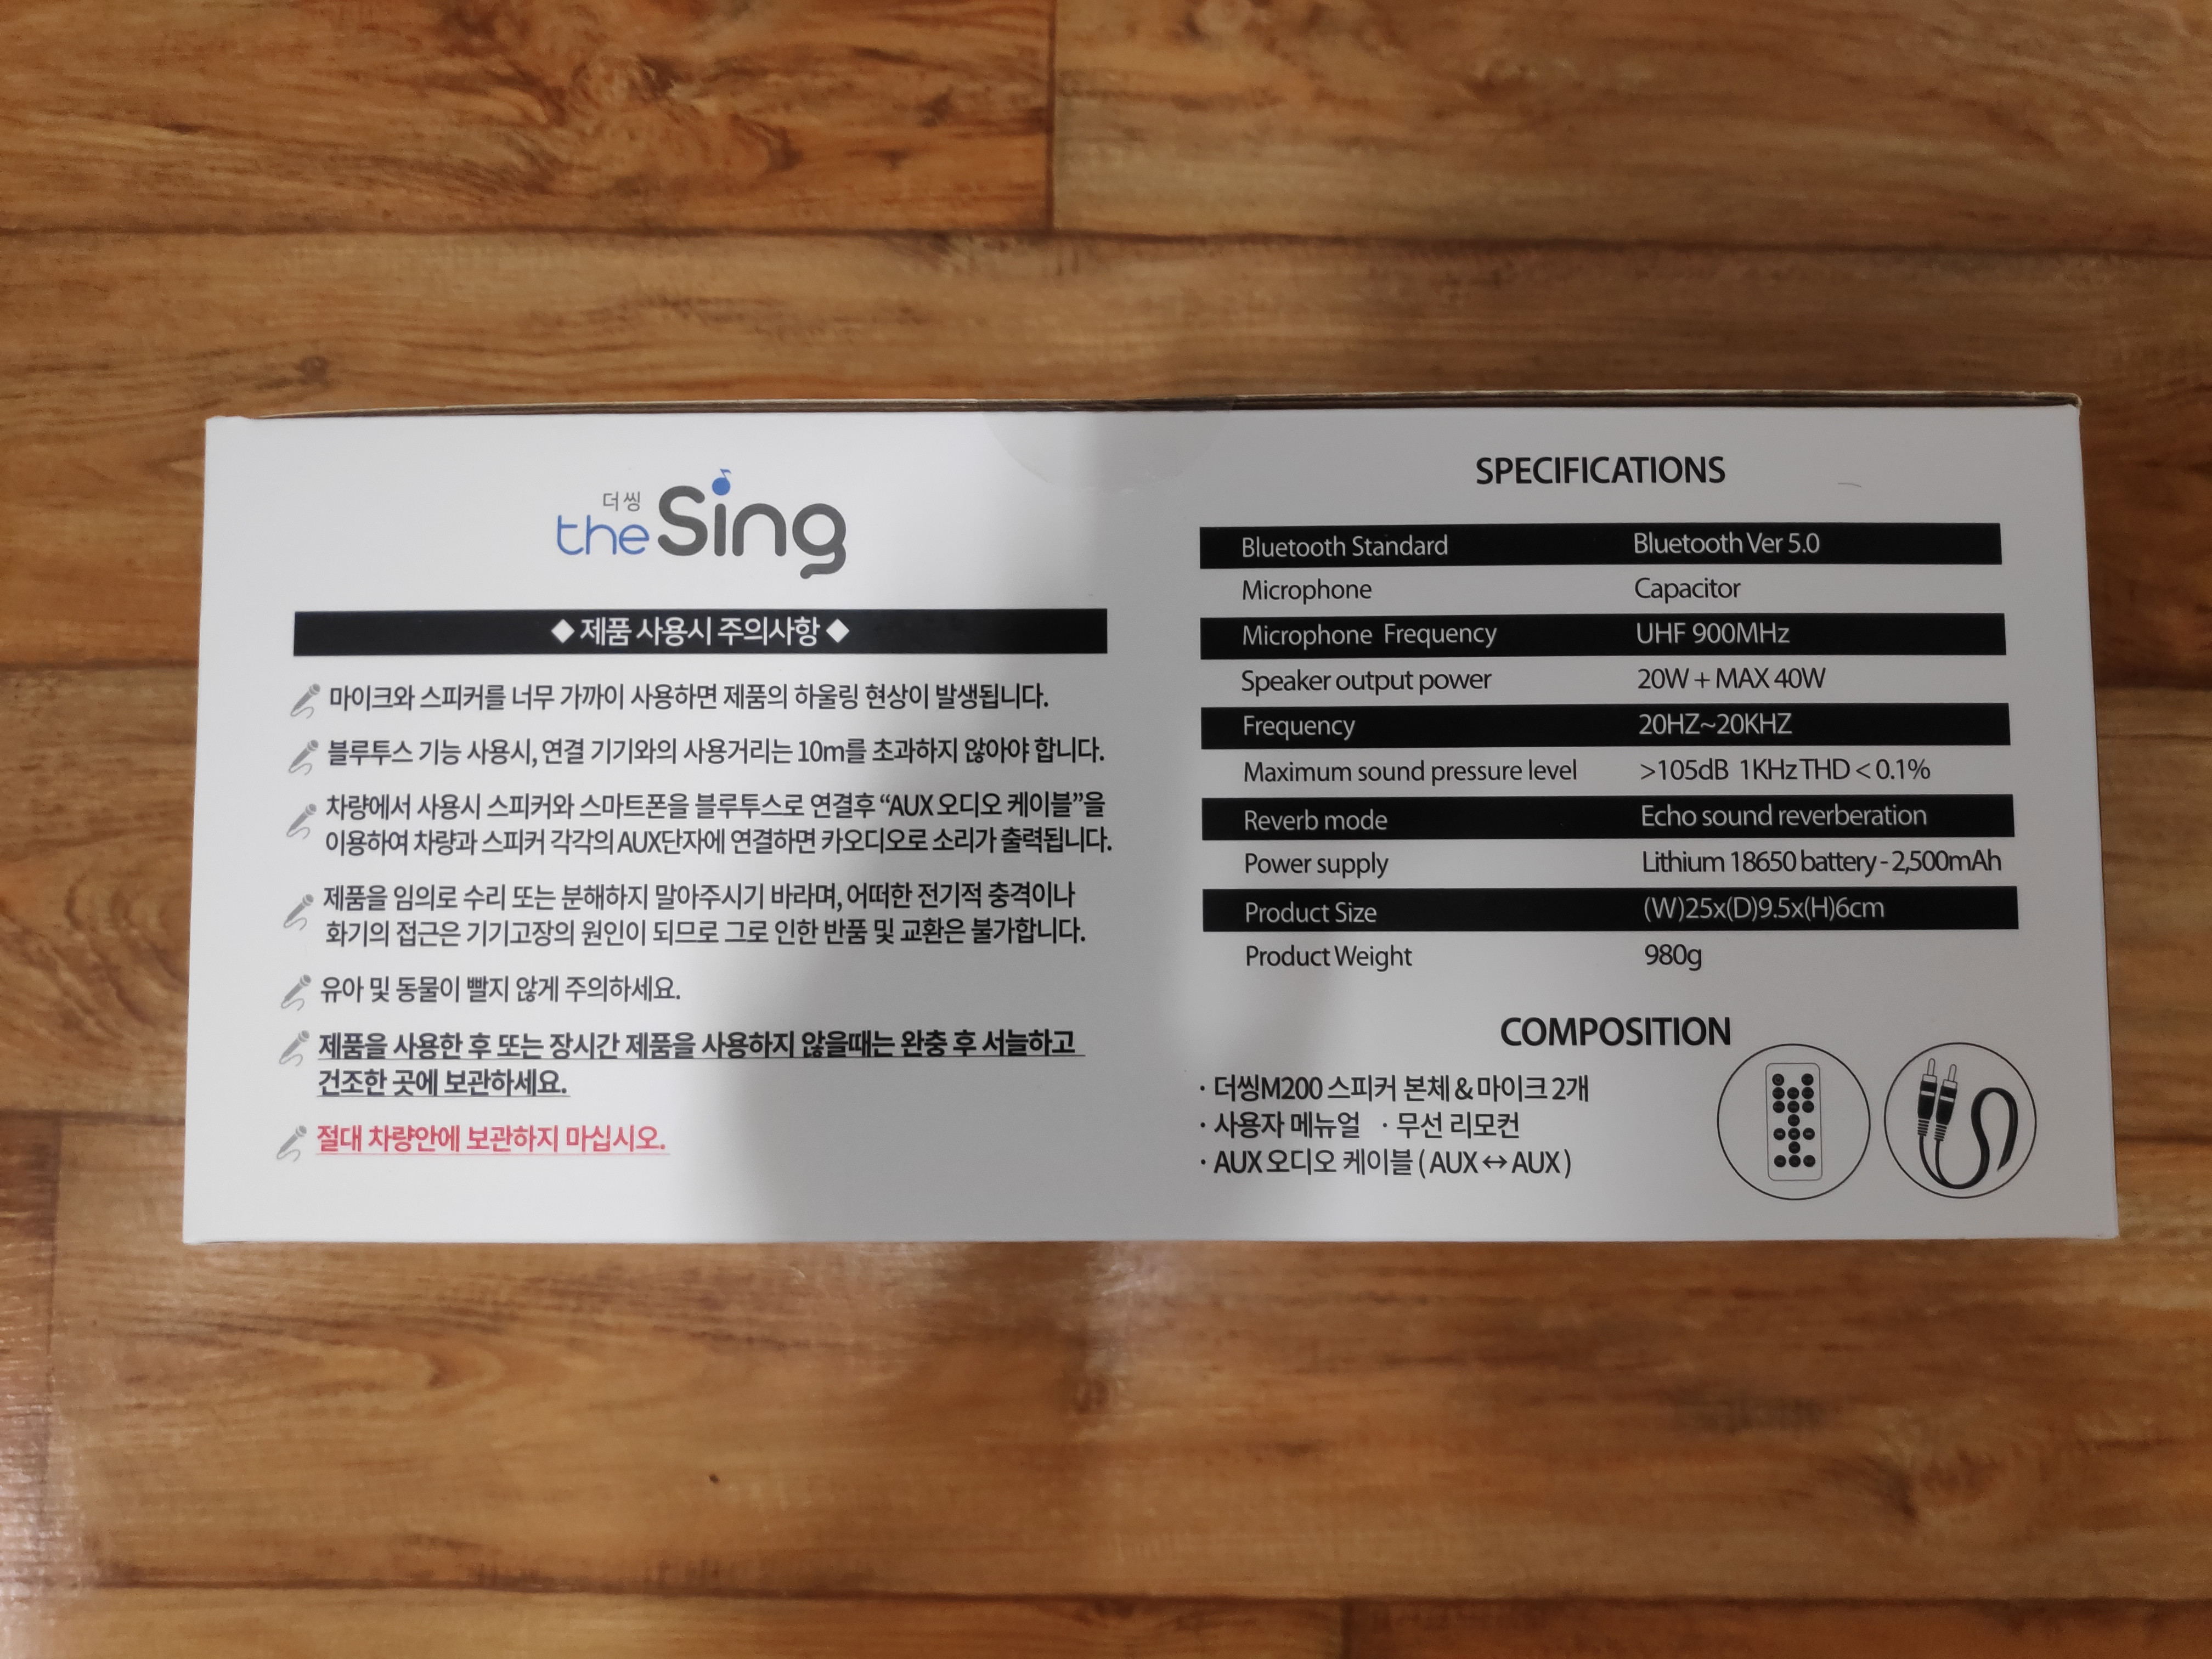 더씽
the Sing
◆ 제품 사용시 주의사항 ◆
마이크와 스피커를 너무 가까이 사용하면 제품의 하울링 현상이 발생됩니다.
블루투스 기능 사용시, 연결 기기와의 사용거리는 10m를 초과하지 않아야 합니다.
차량에서 사용시 스피커와 스마트폰을 블루투스로 연결후 “AUX 오디오 케이블”을
이용하여 차량과 스피커 각각의 AUX단자에 연결하면 카오디오로 소리가 출력됩니다.
제품을 임의로 수리 또는 분해하지 말아주시기 바라며, 어떠한 전기적 충격이나
화기의 접근은 기기고장의 원인이 되므로 그로 인한 반품 및 교환은 불가합니다.
유아 및 동물이 빨지 않게 주의하세요.
제품을 사용한 후 또는 장시간 제품을 사용하지 않을때는 완충 후 서늘하고
건조한 곳에 보관하세요.
절대 차량안에 보관하지 마십시오.
SPECIFICATIONS
Bluetooth Standard Bluetooth Ver 5.0
Microphone Capacitor
Microphone Frequency UHF 900MHz
Speaker output power 20W + MAX 40W
Frequency 20HZ~20KHZ
Maximum sound pressure level >105dB 1KHz THD < 0.1%
Reverb mode Echo sound reverberation
Power supply Lithium 18650 battery - 2,500mAh
Product Size (W)25x(D)9.5x(H)6cm
Product Weight 980g
COMPOSITION
· 더씽M200 스피커 본체 & 마이크 2개
· 사용자 메뉴얼 · 무선 리모컨
· AUX 오디오 케이블 ( AUX ↔ AUX )